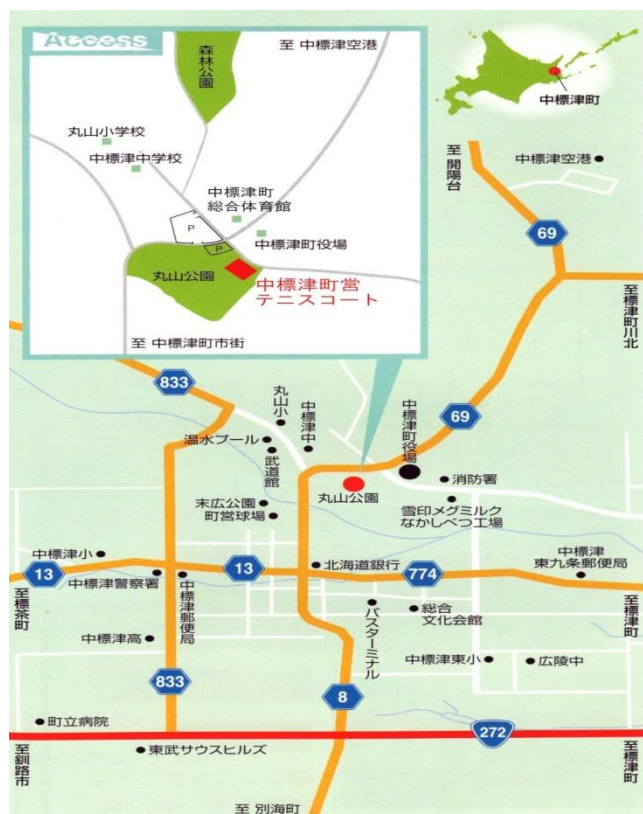 Access
至 中標津空港
森林公園
丸山小学校
中標津中学校
中標津町
総合体育館
P
P
中標津町役場
丸山公園
中標津町営
テニスコート
至 中標津町市街
中標津町
至 開陽台
中標津空港
69
至 中標津町川北
833
69
丸山小
中標津中
中標津町役場
温水プール
武道館
消防署
丸山公園
末広公園
町営球場
雪印メグミルク
なかしべつ工場
中標津小
13
中標津警察署
13
北海道銀行
774
中標津
東九条郵便局
至 標茶町
中標津郵便局
バスターミナル
総合
文化会館
至 標津町
中標津高
中標津東小
広陵中
833
8
町立病院
272
至 釧路市
東武サウスヒルズ
至 標津町
至 別海町